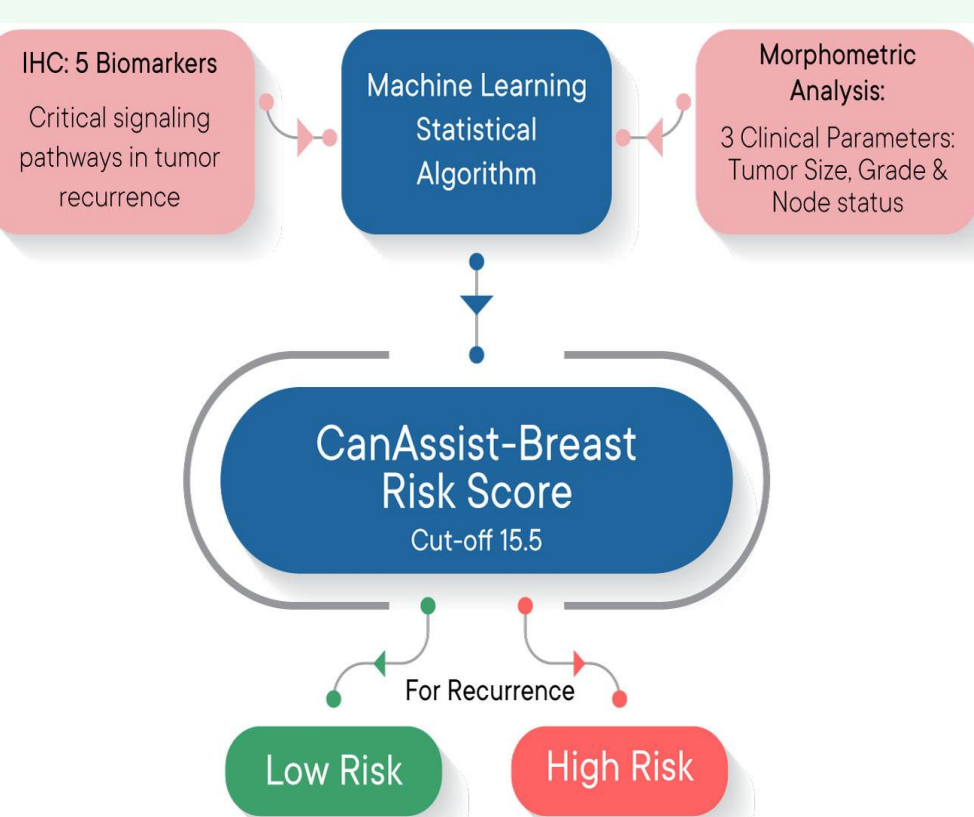 IHC: 5 Biomarkers
Critical signaling
pathways in tumor
recurrence
Machine Learning
Statistical
Algorithm
Morphometric
Analysis:
3 Clinical Parameters:
Tumor Size, Grade &
Node status
CanAssist-Breast
Risk Score
Cut-off 15.5
For Recurrence
Low Risk
High Risk